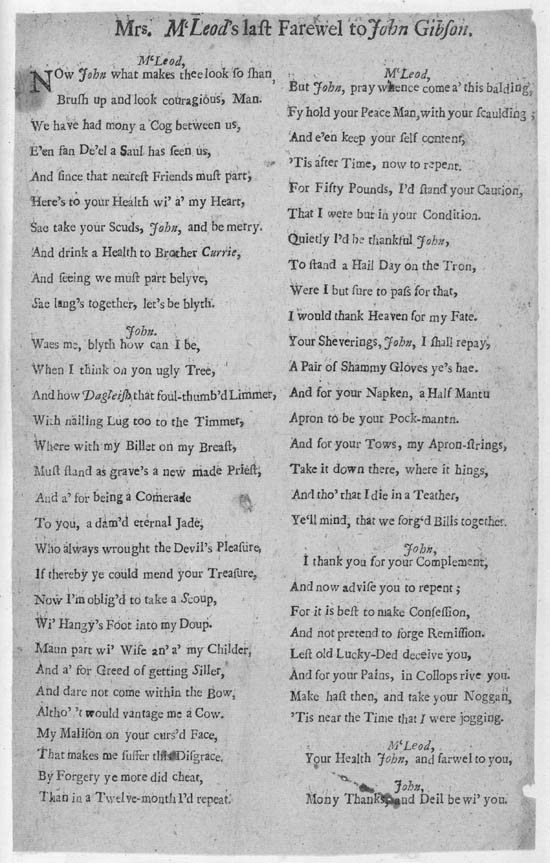 Mrs. McLeod's last Farewel to John Gibson.
McLeod,
NOw John what makes thee look so shan,
Brush up and look couragious, Man.
We have had mony a Cog between us,
E'en san De'el a Saul has seen us,
And since that nearest Friends must part,
Here's to your Health wi' a' my Heart,
Sae take your Scuds, John, and be merry.
And drink a Health to Brother Currie,
And seeing we must part belyve,
Sae lang's together, let's be blyth.
John.
Waes me, blyth how can I be,
When I think on yon ugly Tree,
And how Dagleish, that foul-thumb'd Limmer,
With nailing Lug too to the Timmer,
Where with my Billet on my Breast,
Must stand as grave's a new made Priest,
And a' for being a Comerade
To you, a dam'd eternal Jade,
Who always wrought the Devil's Pleasure,
If thereby ye could mend your Treasure,
Now I'm oblig'd to take a Scoup,
Wi' Hangy's Foot into my Doup.
Maun part wi' Wife an' a' my Childer,
And a' for Greed of getting Siller,
And dare not come within the Bow,
Altho' 't would vantage me a Cow.
My Malison on your curs'd Face,
That makes me suffer this Disgrace.
By Forgery ye more did cheat,
Than in a Twelve-month I'd repeat.
McLeod,
But John, pray whence come a' this balding,
Fy hold your Peace Man, with your scaulding;
And e'en keep your self content,
'Tis after Time, now to repent.
For Fifty Pounds, I'd stand your Caution,
That I were but in your Condition.
Quietly I'd be thankful John,
To stand a Hail Day on the Tron,
Were I but sure to pass for that,
I would thank Heaven for my Fate.
Your Sheverings, John, I shall repay,
A Pair of Shammy Gloves ye's hae.
And for your Napken, a Half Mantu
Apron to be your Pock-mantn.
And for your Tows, my Apron-strings,
Take it down there, where it hings,
And tho' that I die in a Teather,
Ye'll mind, that we forg'd Bills together.
John,
I thank you for your Complement,
And now advise you to repent;
For it is best to make Confession,
And not pretend to forge Remission.
Lest old Lucky-Ded deceive you,
And for your Pains, in Collops rive you.
Make hast then, and take your Noggan,
'Tis near the Time that I were jogging.
McLeod,
Your Health John, and farwel to you,
John,
Mony Thanks, and Deil be wi' you.